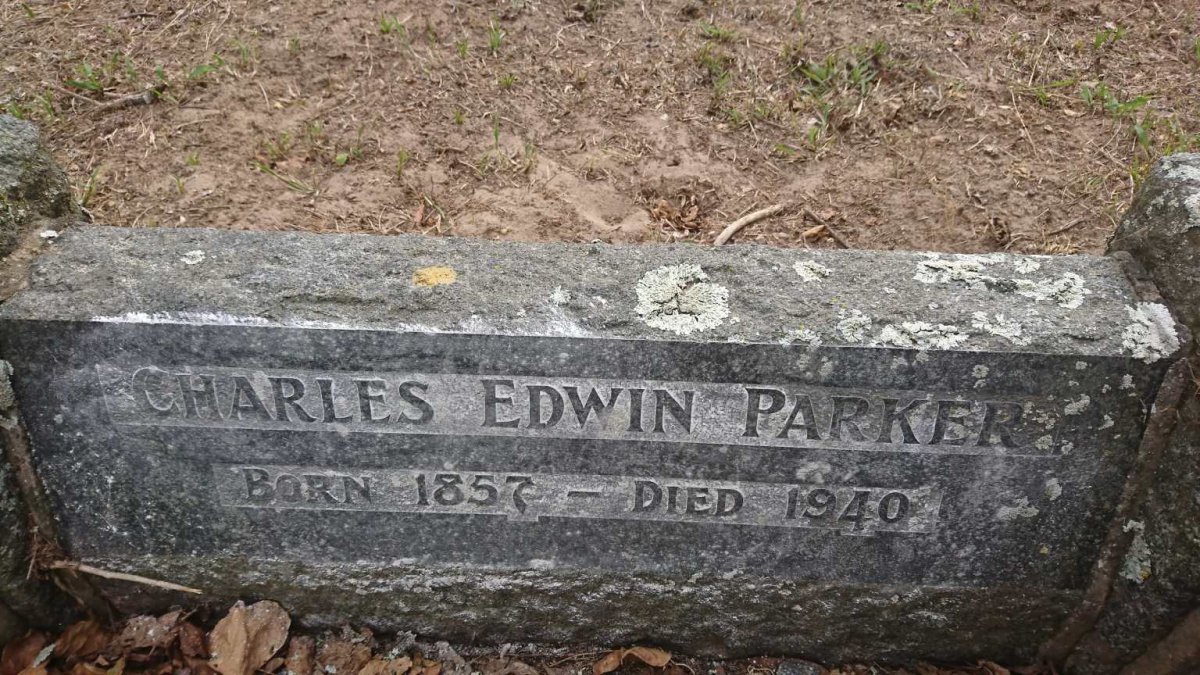 CHARLES EDWIN PARKER
BORN 1857 – DIED 1940